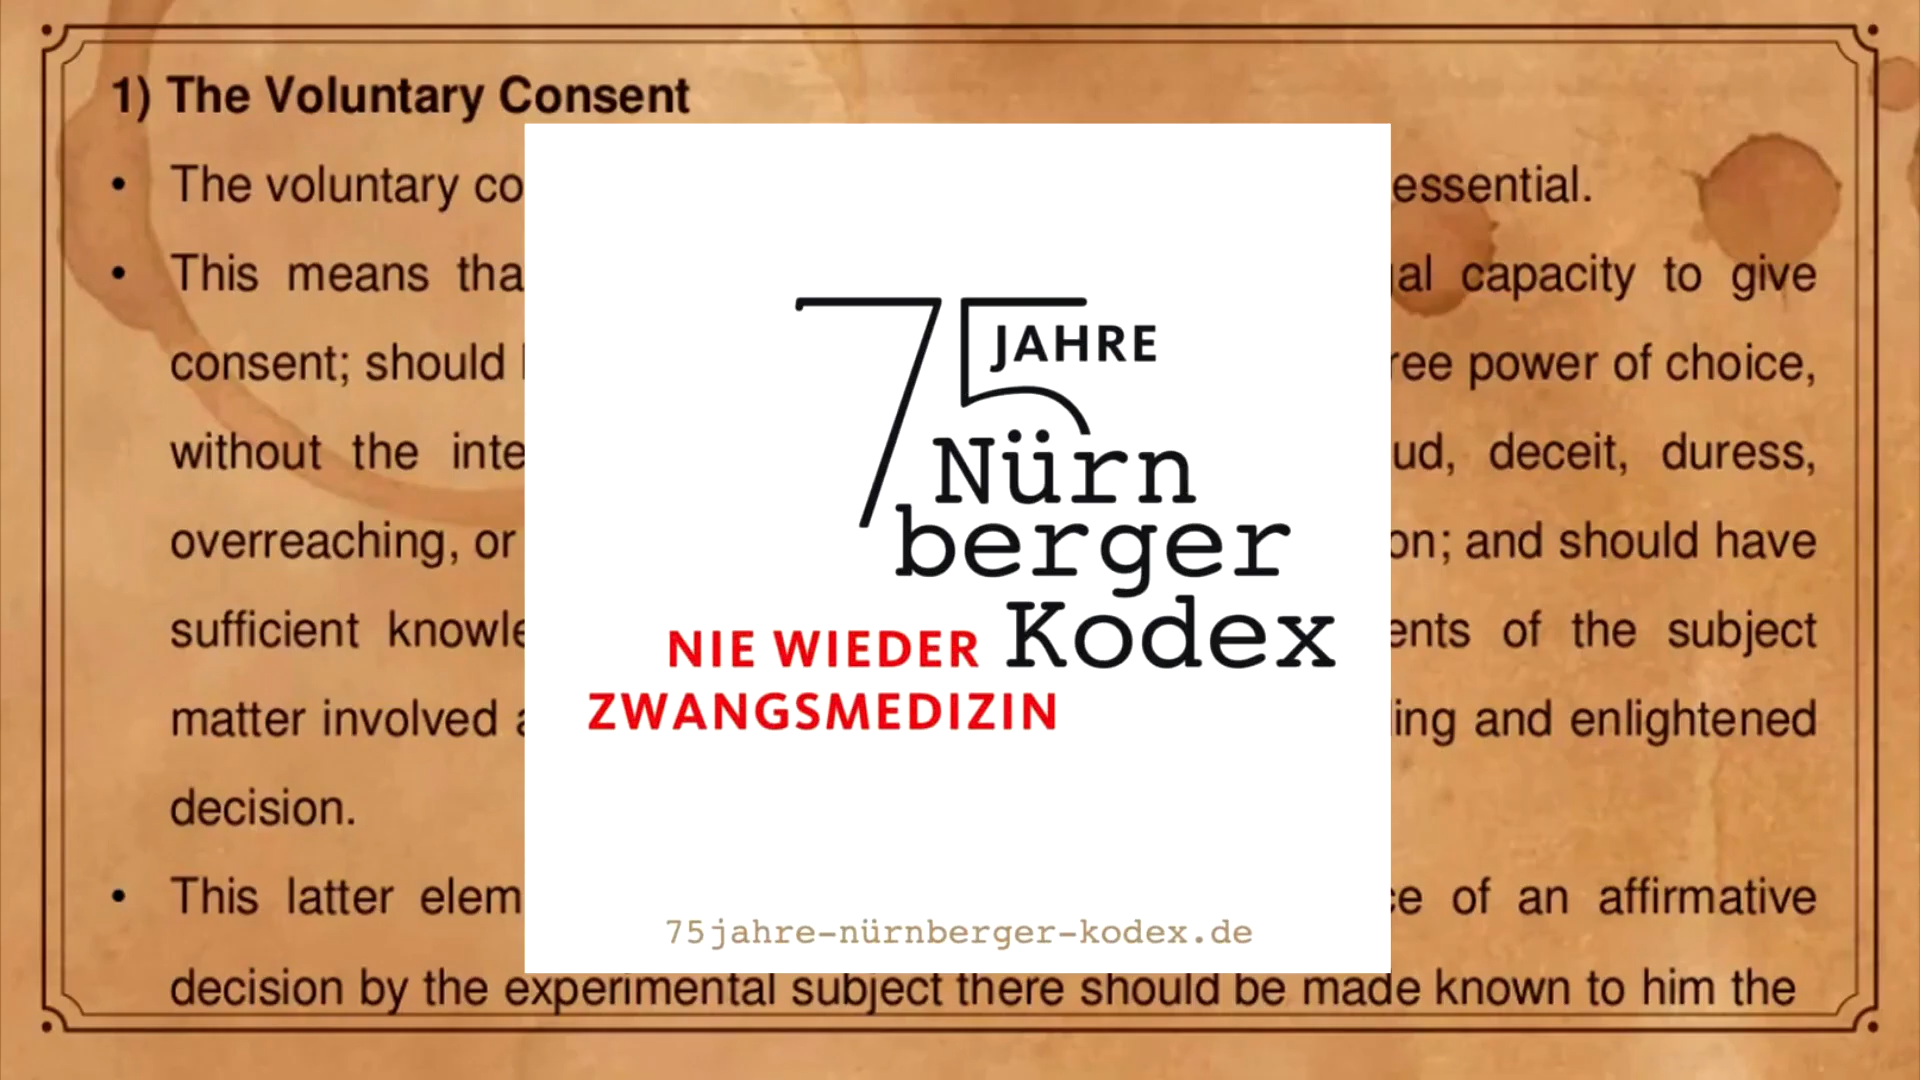 1) The Voluntary Consent
• The voluntary co essential.
• This means tha al capacity to give
consent; should ree power of choice,
without the inte ud, deceit, duress,
overreaching, or on; and should have
sufficient knowle ents of the subject
matter involved a ing and enlightened
decision.
• This latter elem ce of an affirmative
decision by the experimental subject there should be made known to him the
75 JAHRE
Nürn
berger
Kodex
NIE WIEDER
ZWANGSMEDIZIN
75jahre-nürnberger-kodex.de